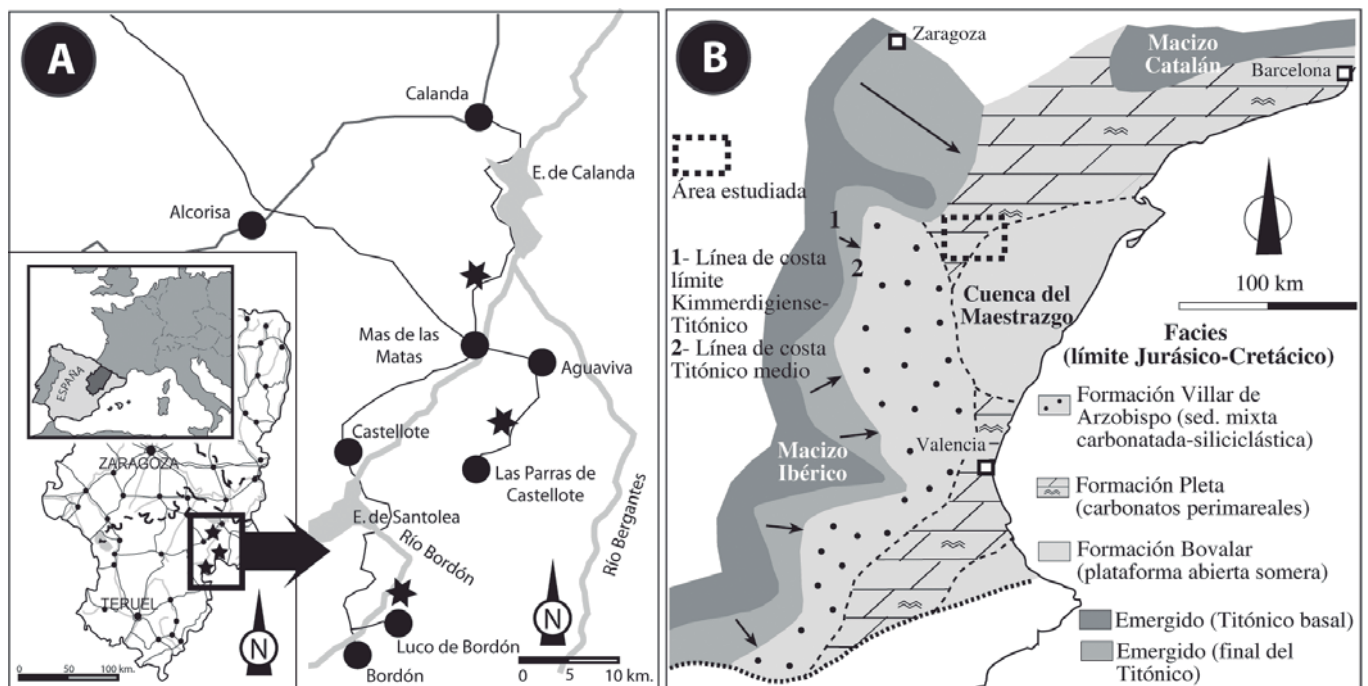 A
Calanda
E. de Calanda
Alcorisa
Mas de las
Matas
Aguaviva
Castellote
Las Parras de
Castellote
E. de Santolea
Río Bordón
Río Bergantes
Luco de Bordón
Bordón
N
0 5 10 km.
ESPAÑA
ZARAGOZA
TERUEL
N
0 50 100 km.
B
Zaragoza
Macizo
Catalán
Barcelona
Área estudiada
1
2
1- Línea de costa
límite
Kimmerdigiense-
Titónico
2- Línea de costa
Titónico medio
Cuenca del
Maestrazgo
100 km
Macizo
Ibérico
Valencia
Facies
(límite Jurásico-Cretácico)
Formación Villar de
Arzobispo (sed. mixta
carbonatada-siliciclástica)
Formación Pleta
(carbonatos perimareales)
Formación Bovalar
(plataforma abierta somera)
Emergido (Titónico basal)
Emergido (final del
Titónico)